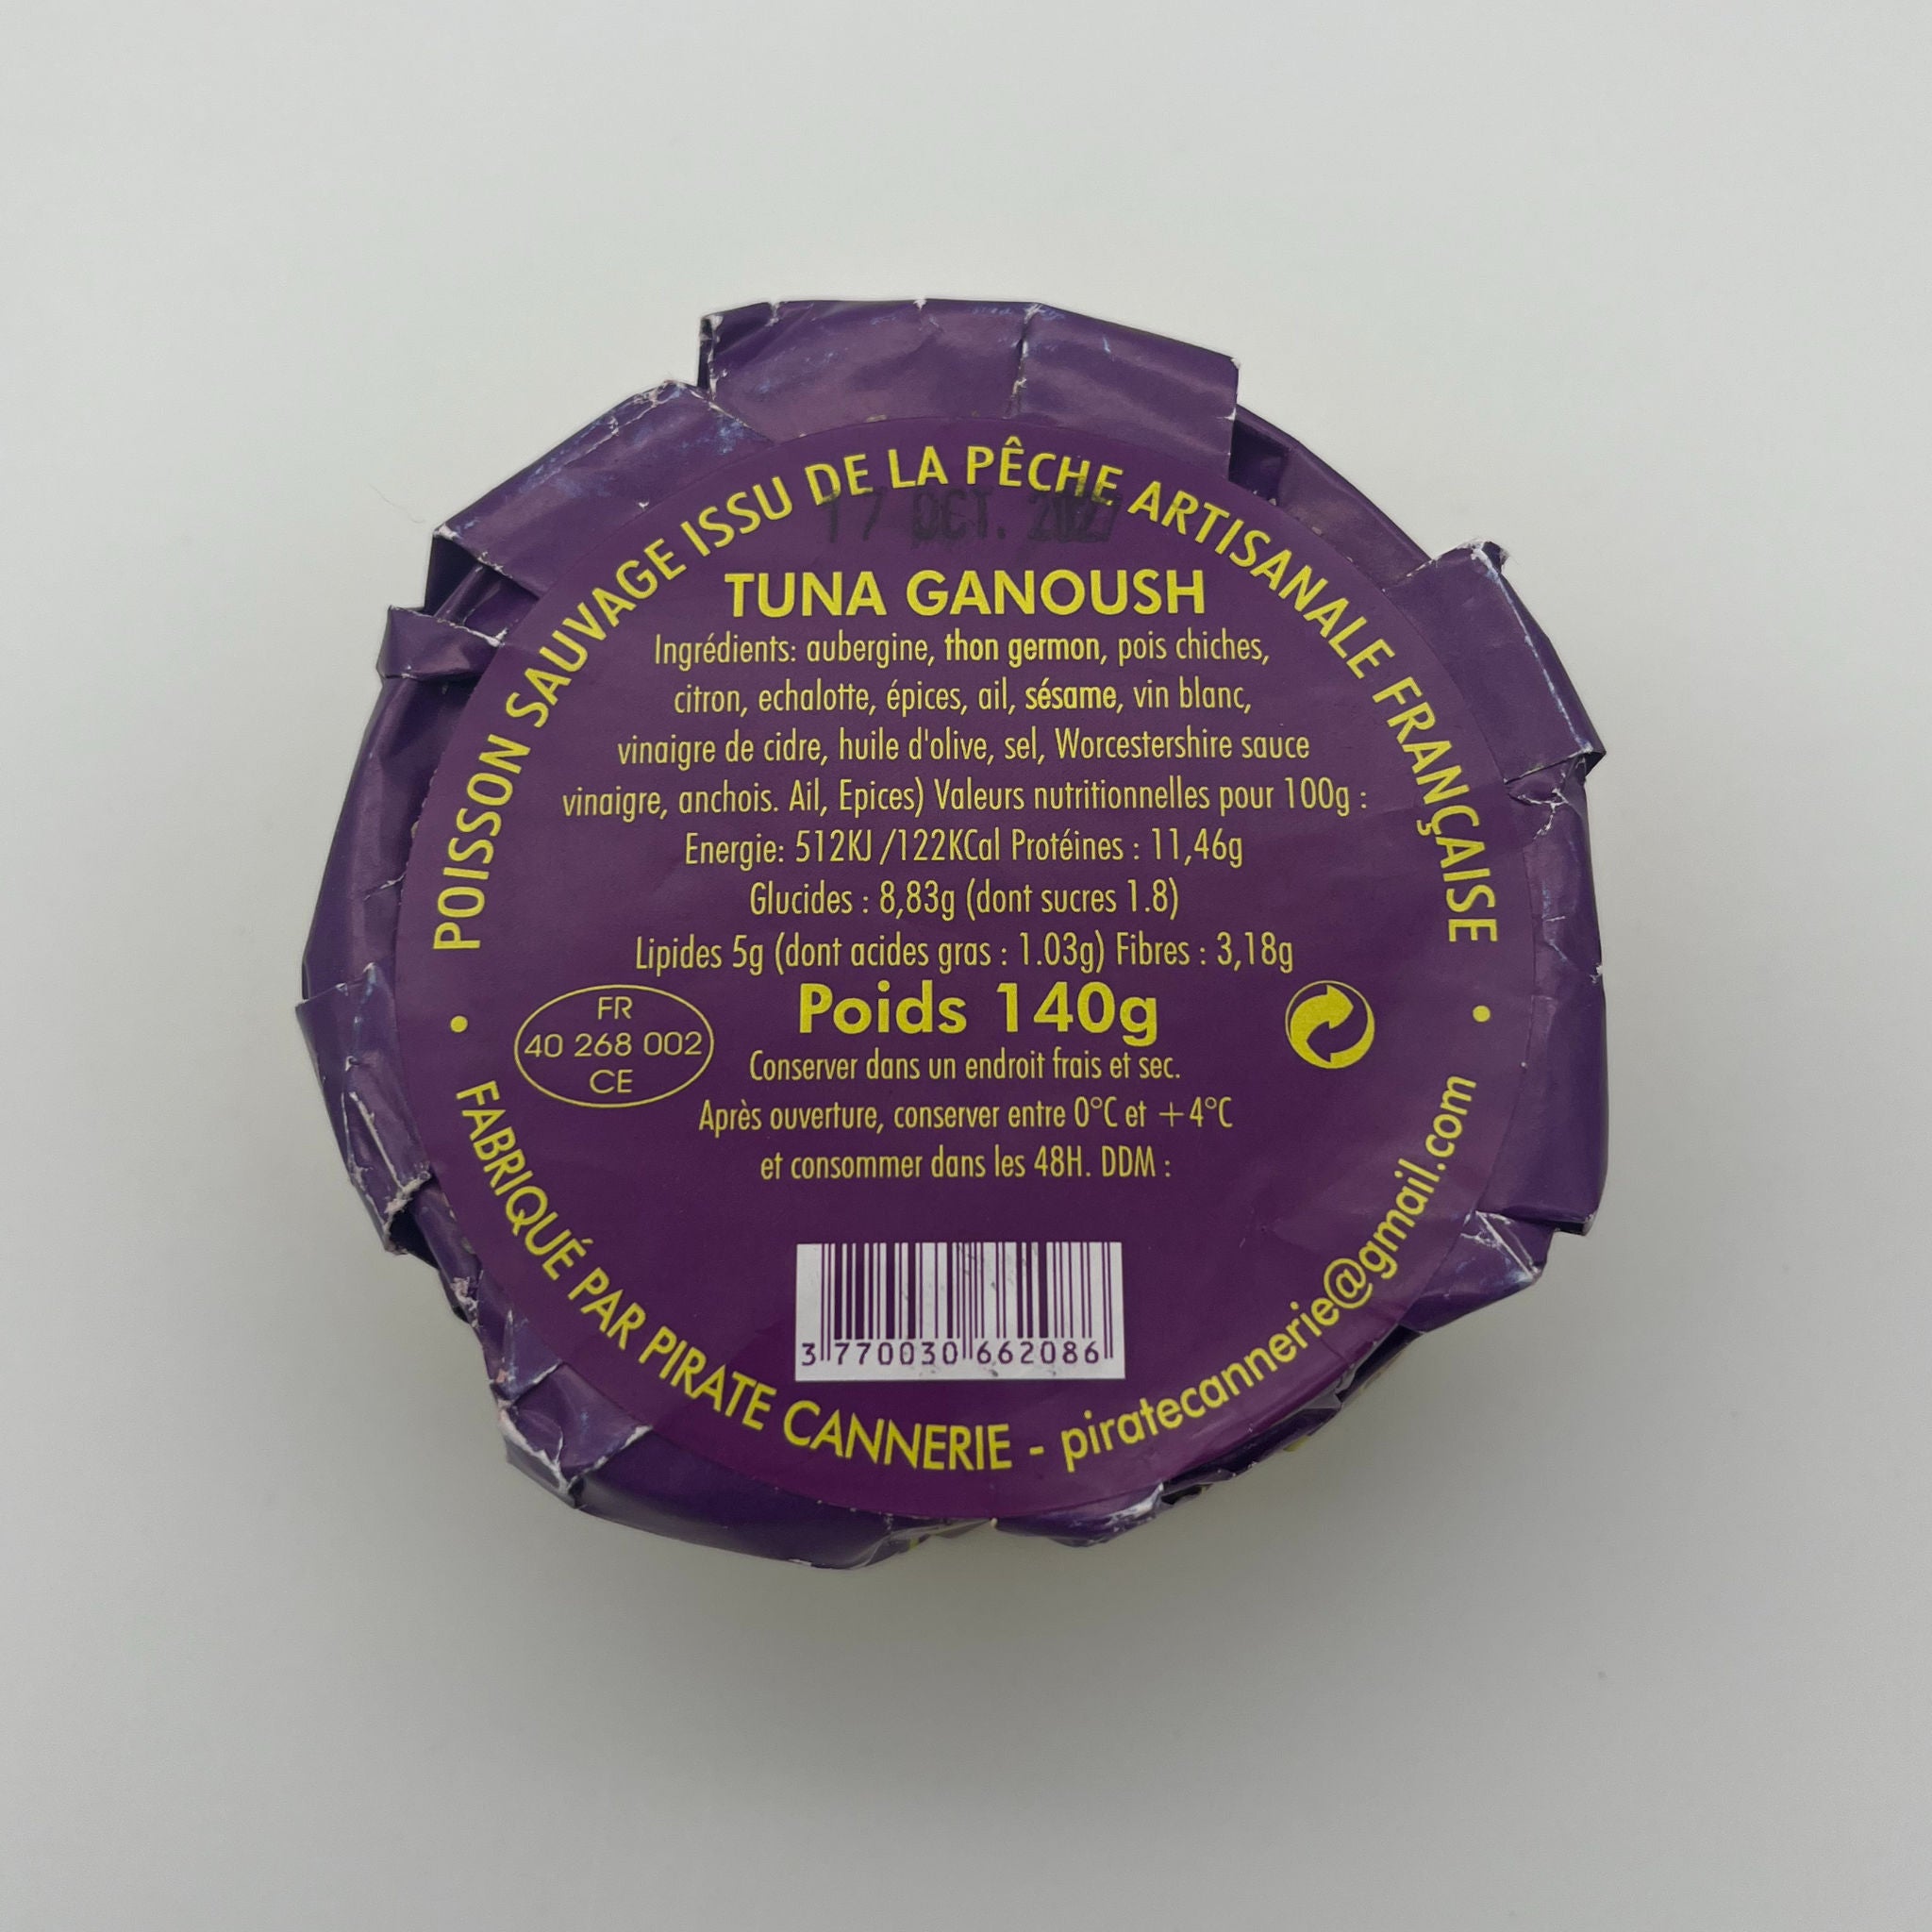 POISSON SAUVAGE ISSU DE LA PÊCHE ARTISANALE FRANÇAISE
17 OCT. 2027
TUNA GANOUSH
Ingrédients: aubergine, thon germon, pois chiches,
citron, echalotte, épices, ail, sésame, vin blanc,
vinaigre de cidre, huile d'olive, sel, Worcestershire sauce
vinaigre, anchois. Ail, Epices) Valeurs nutritionnelles pour 100g :
Energie: 512KJ /122KCal Protéines : 11,46g
Glucides : 8,83g (dont sucres 1.8)
Lipides 5g (dont acides gras : 1.03g) Fibres : 3,18g
FR
40 268 002
CE
Poids 140g
Conserver dans un endroit frais et sec.
Après ouverture, conserver entre 0°C et +4°C
et consommer dans les 48H. DDM :
3 770030 662086
• FABRIQUÉ PAR PIRATE CANNERIE - piratecannerie@gmail.com •